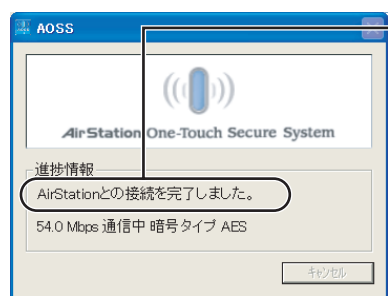 AOSS
AirStation One-Touch Secure System
進捗情報
AirStationとの接続を完了しました。
54.0 Mbps 通信中 暗号タイプ AES
キャンセル